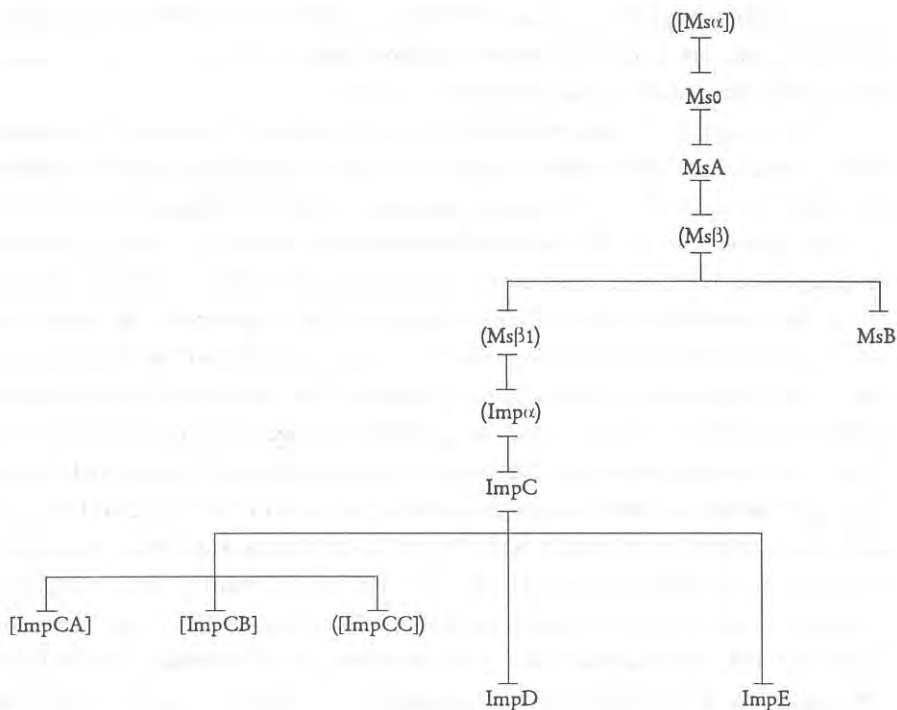 ([Msα])
Ms0
MsA
(Msβ)
(Msβ1) MsB
(Impα)
ImpC
[ImpCA] [ImpCB] ([ImpCC])
ImpD ImpE